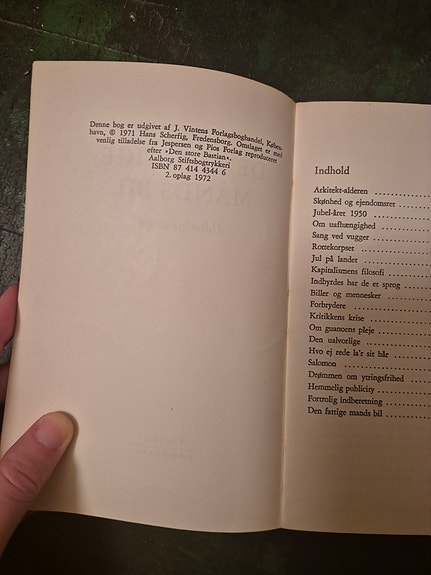 Denne bog er udgivet af J. Vintens Forlagsboghandel, Køben-
havn, © 1971 Hans Scherfig, Fredensborg. Omslaget er med
venlig tilladelse fra Jespersen og Pios Forlag reproduceret
efter »Den store Bastian«.
Aalborg Stiftsbogtrykkeri
ISBN 87 414 4344 6
2. oplag 1972
Indhold
Arkitekt-alderen
Skønhed og ejendomsret
Jubel-året 1950
Om uafhængighed
Sang ved vugger
Rottekorpset
Jul på landet
Kapitalismens filosofi
Indbyrdes har de et sprog
Biller og mennesker
Forbrydere
Kritikkens krise
Om guanoens pleje
Den ualvorlige
Hvo ej rede la'r sit hår
Salomon
Drømmen om ytringsfrihed
Hemmelig publicity
Fortrolig indberetning
Den fattige mands bil